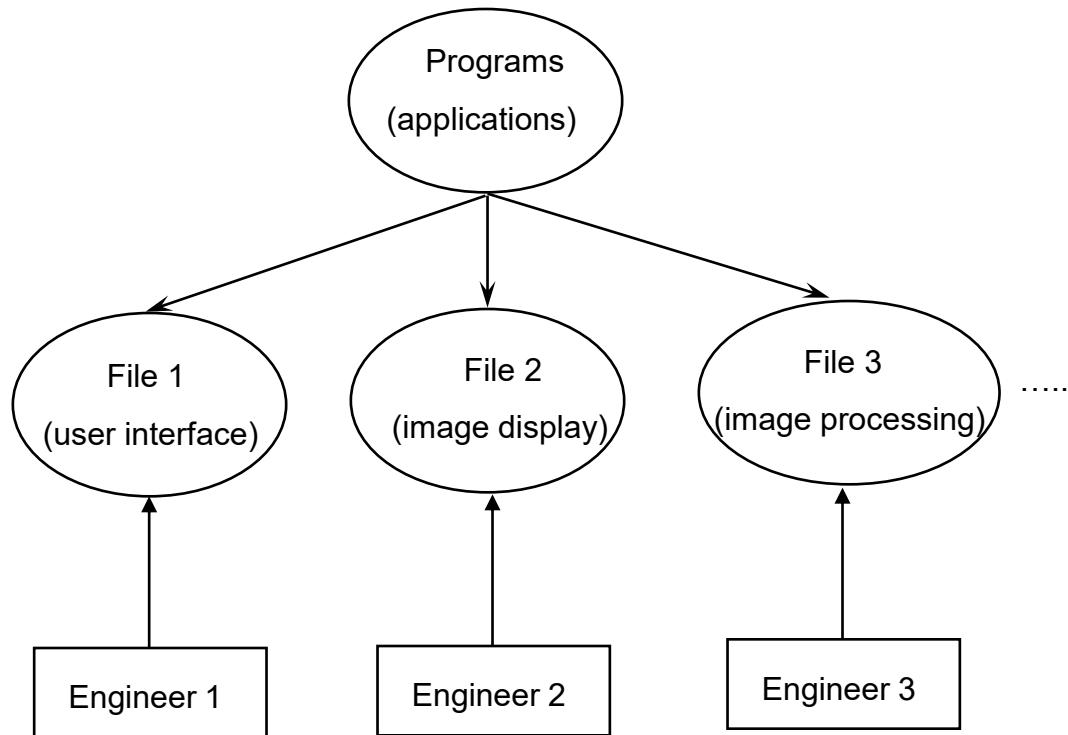 Programs
(applications)
File 1
(user interface)
File 2
(image display)
File 3
(image processing)
.....
Engineer 1
Engineer 2
Engineer 3